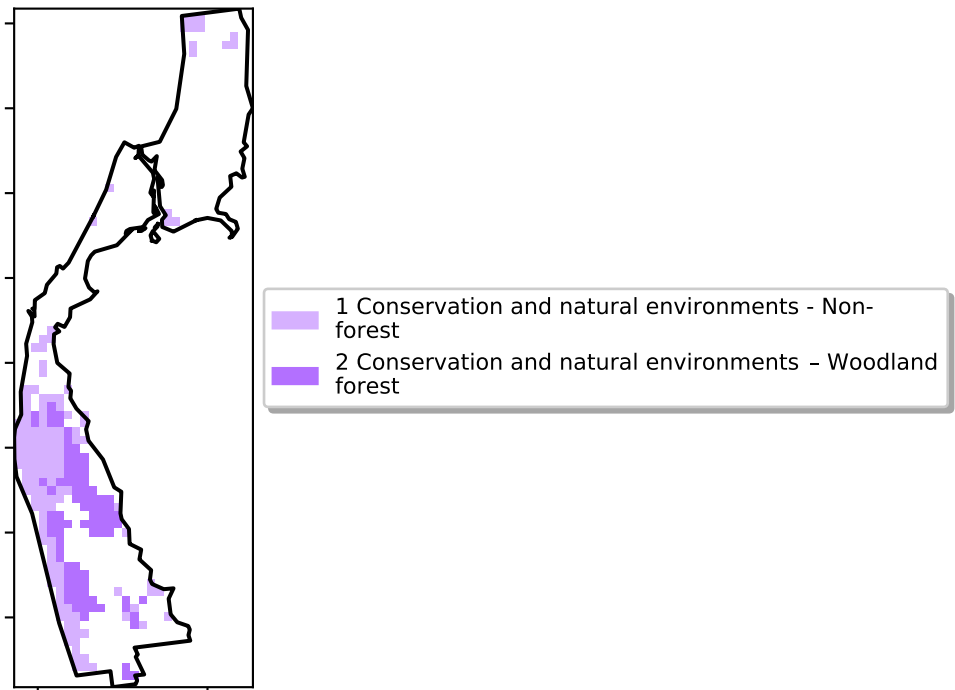 1 Conservation and natural environments - Non-
forest
2 Conservation and natural environments – Woodland
forest